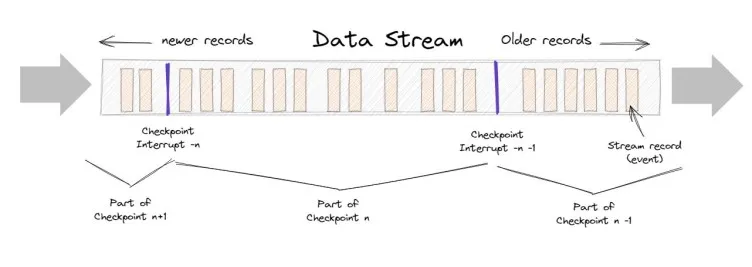 newer records
Data Stream
Older records
Checkpoint
Interrupt -n
Checkpoint
Interrupt -n -1
Stream record
(event)
Part of
Checkpoint n+1
Part of
Checkpoint n
Part of
Checkpoint n -1